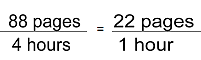 88 pages = 22 pages
4 hours 1 hour